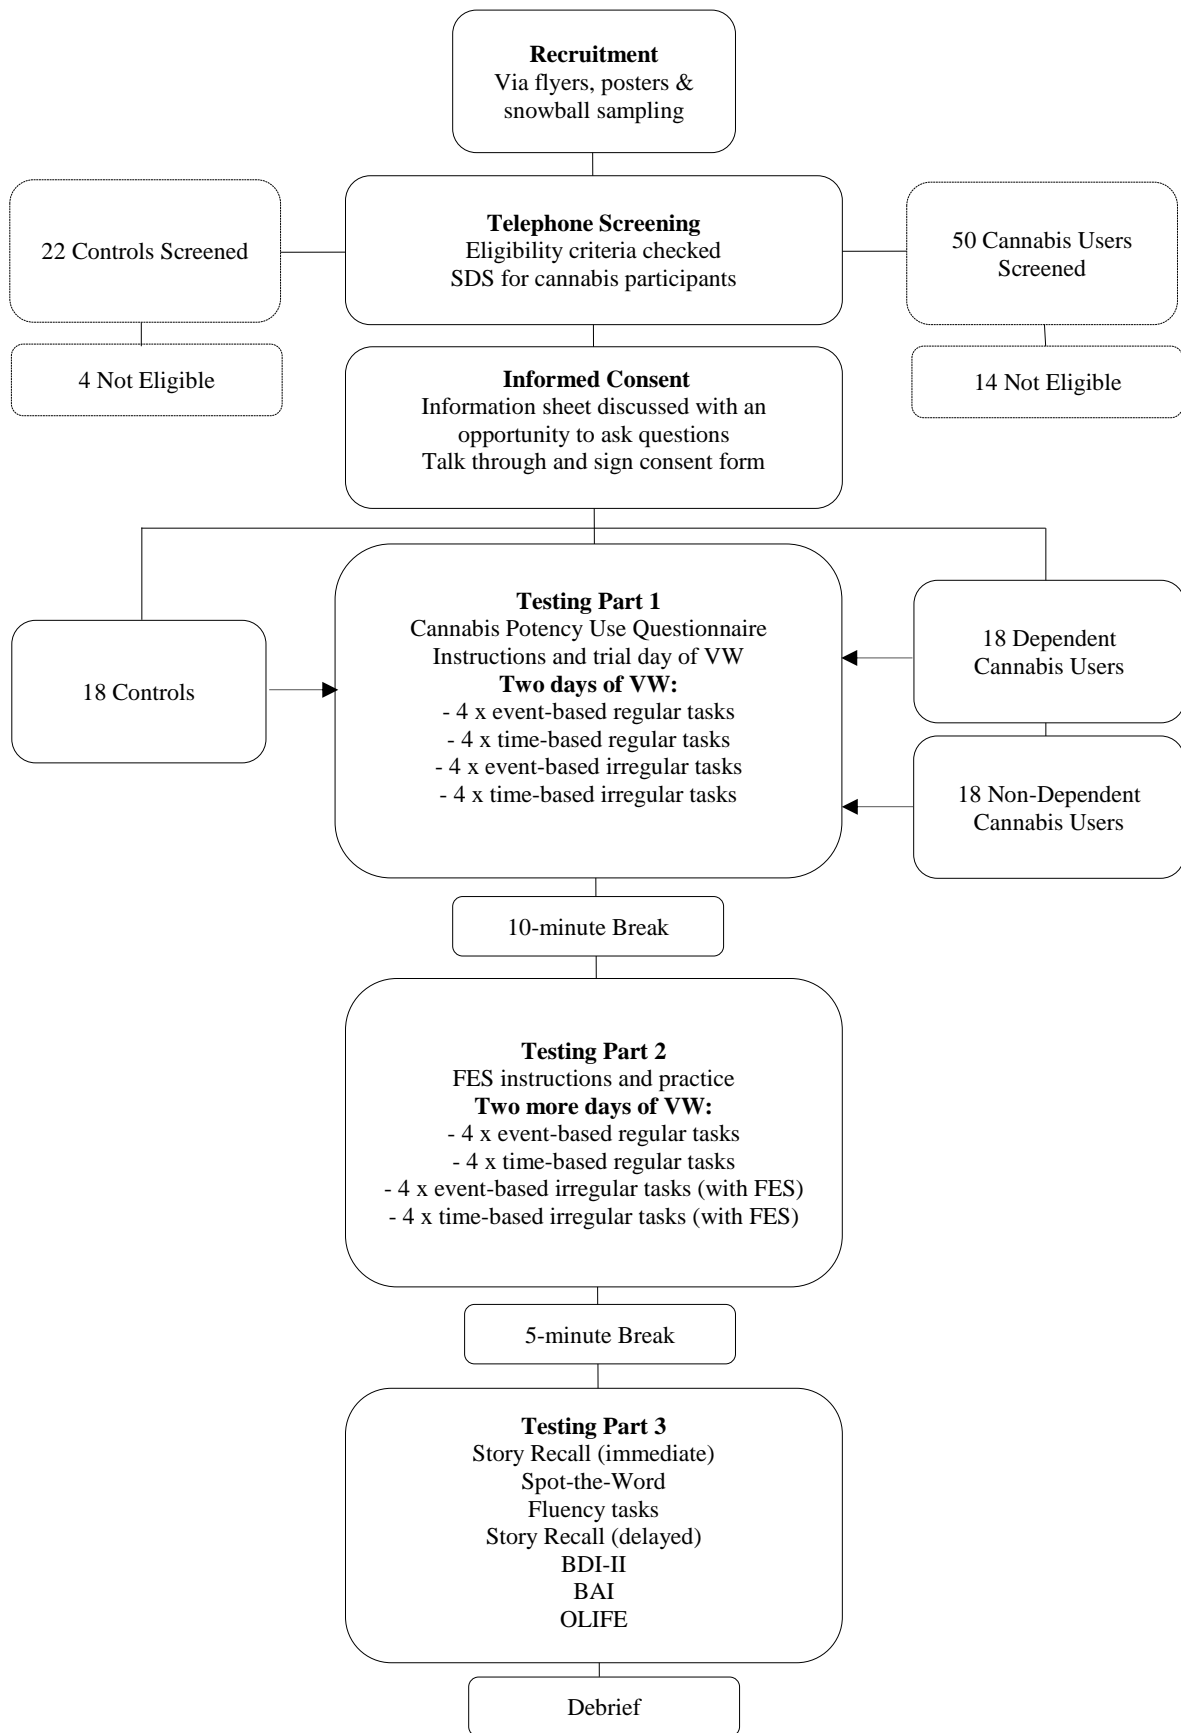 Recruitment
Via flyers, posters &
snowball sampling
Telephone Screening
Eligibility criteria checked
SDS for cannabis participants
22 Controls Screened
50 Cannabis Users
Screened
4 Not Eligible
14 Not Eligible
Informed Consent
Information sheet discussed with an
opportunity to ask questions
Talk through and sign consent form
Testing Part 1
Cannabis Potency Use Questionnaire
Instructions and trial day of VW
Two days of VW:
- 4 x event-based regular tasks
- 4 x time-based regular tasks
- 4 x event-based irregular tasks
- 4 x time-based irregular tasks
18 Controls
18 Dependent
Cannabis Users
18 Non-Dependent
Cannabis Users
10-minute Break
Testing Part 2
FES instructions and practice
Two more days of VW:
- 4 x event-based regular tasks
- 4 x time-based regular tasks
- 4 x event-based irregular tasks (with FES)
- 4 x time-based irregular tasks (with FES)
5-minute Break
Testing Part 3
Story Recall (immediate)
Spot-the-Word
Fluency tasks
Story Recall (delayed)
BDI-II
BAI
OLIFE
Debrief